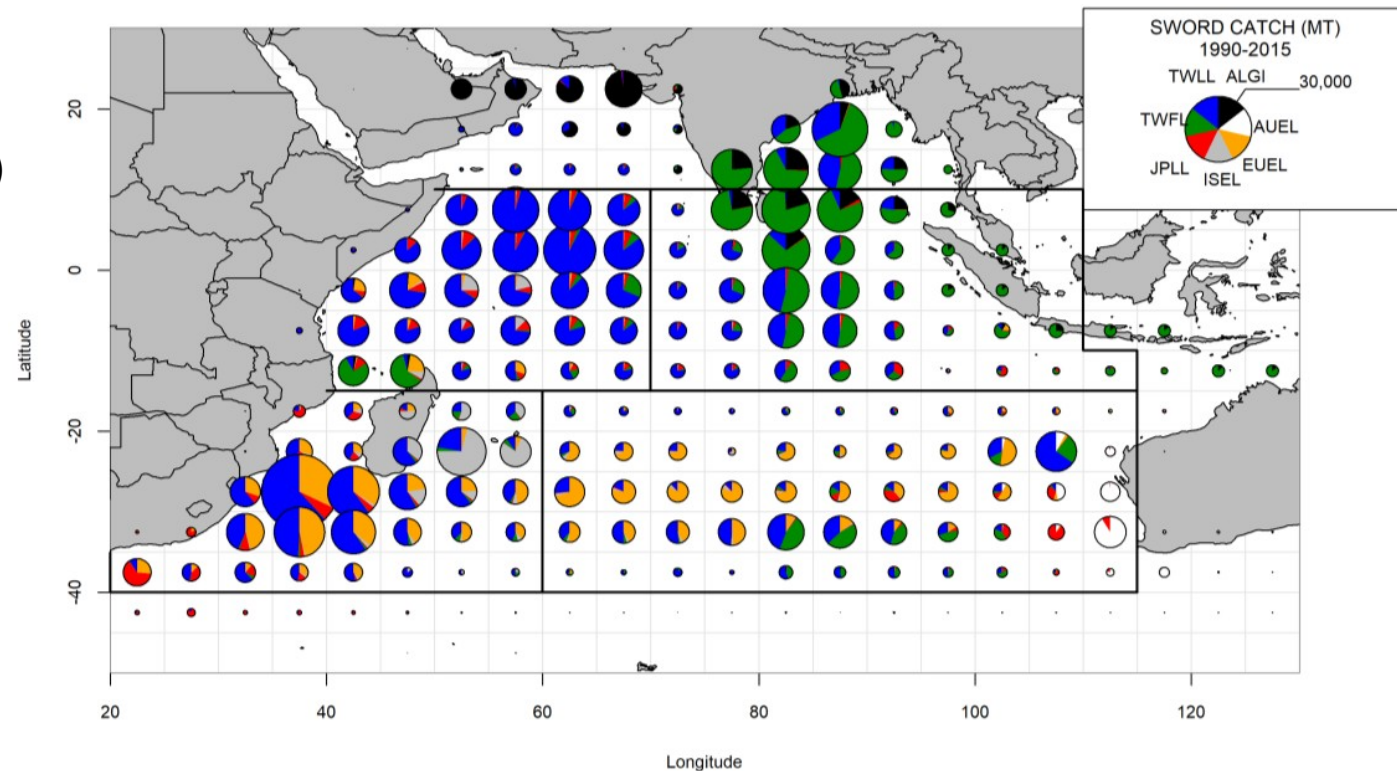 SWORD CATCH (MT)
1990-2015
TWLL ALGI 30,000
TWFL AUEL
JPLL EUEL
ISEL
20
0
20
-40
Latitude
20 40 60 80 100 120
Longitude